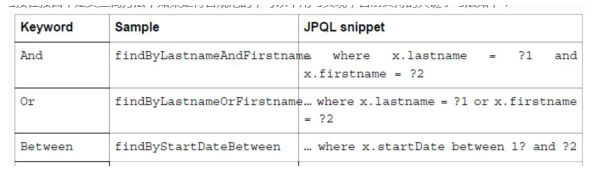 Keyword Sample JPQL snippet
And findByLastnameAndFirstname … where x.lastname = ?1 and
x.firstname = ?2
Or findByLastnameOrFirstname … where x.lastname = ?1 or x.firstname
= ?2
Between findByStartDateBetween … where x.startDate between 1? and ?2